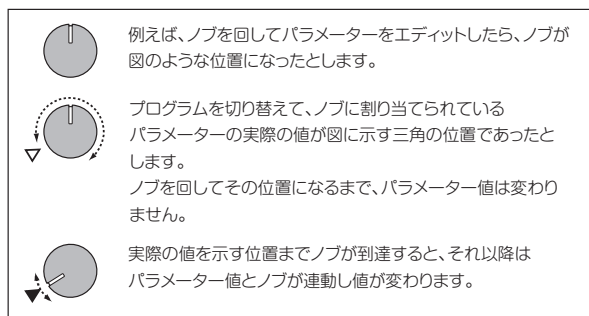 例えば、ノブを回してパラメーターをエディットしたら、ノブが
図のような位置になったとします。
プログラムを切り替えて、ノブに割り当てられている
パラメーターの実際の値が図に示す三角の位置であったと
します。
ノブを回してその位置になるまで、パラメーター値は変わり
ません。
実際の値を示す位置までノブが到達すると、それ以降は
パラメーター値とノブが連動し値が変わります。